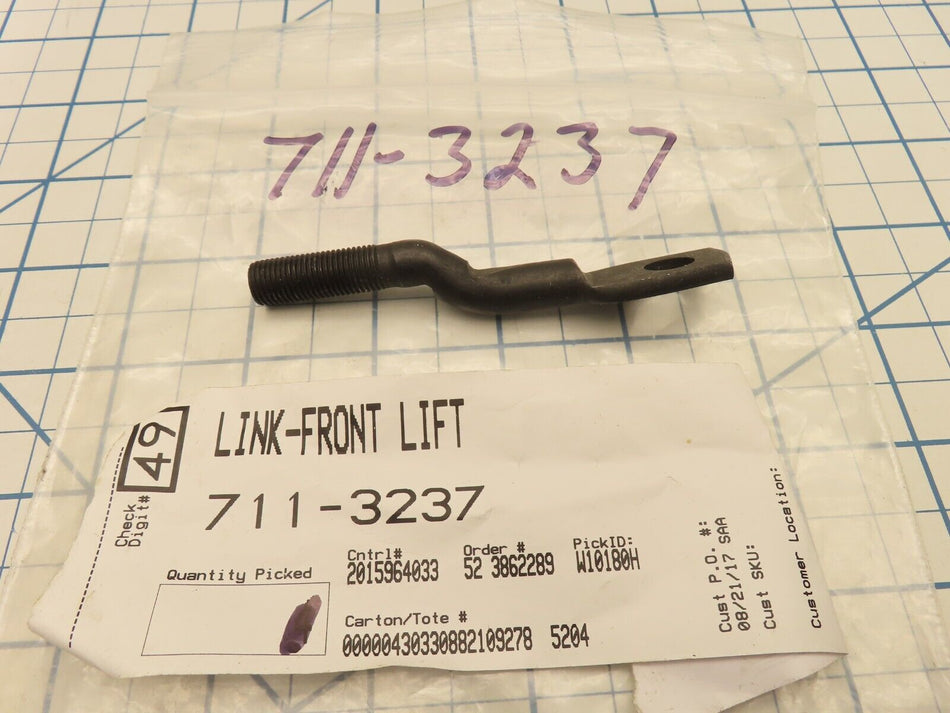 711-3237
49
Check
Digit#
LINK-FRONT LIFT
711-3237
Cntrl#
2015964033
Order #
52 3862289
PickID:
W10180H
Quantity Picked
1
Carton/Tote #
00000430330882109278 5204
Cust P.O. #:
08/21/17 SAA
Cust SKU:
Customer Location: